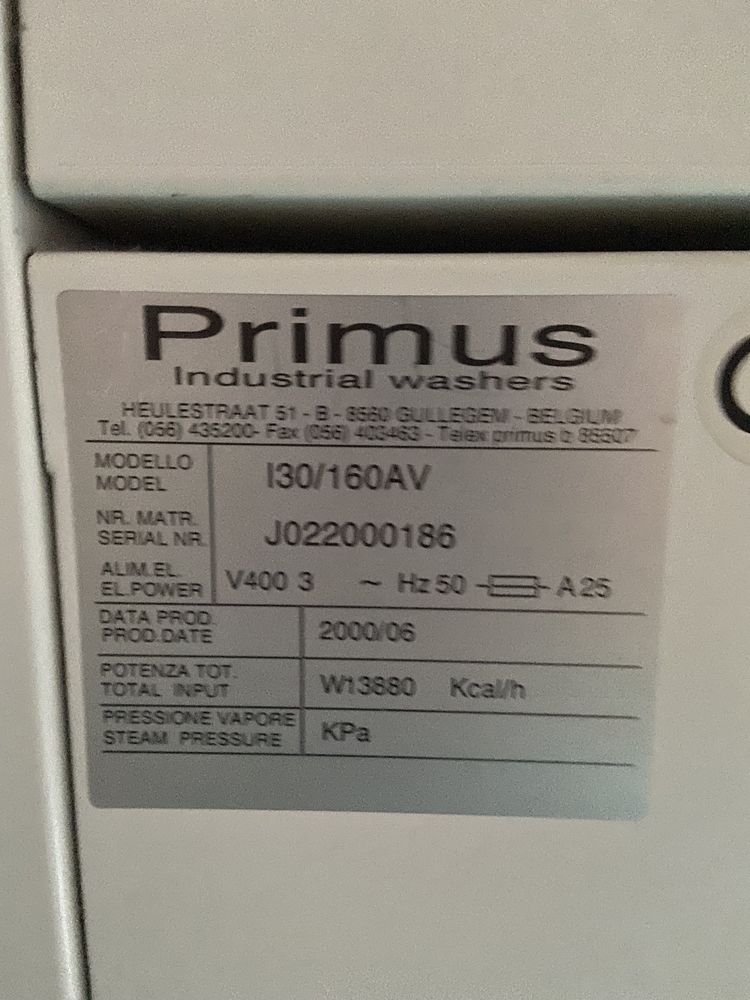 Primus
Industrial washers
HEULESTRAAT 51 - B - 8560 GULLEGEM - BELGIUM
Tel. (056) 435200- Fax (056) 403463 - Telex primus b 86607
MODELLO
MODEL
I30/160AV
NR. MATR.
SERIAL NR.
J022000186
ALIM.EL.
EL.POWER
V400 3 ~ Hz 50 A 25
DATA PROD.
PROD.DATE
2000/06
POTENZA TOT.
TOTAL INPUT
W13880 Kcal/h
PRESSIONE VAPORE
STEAM PRESSURE
KPa